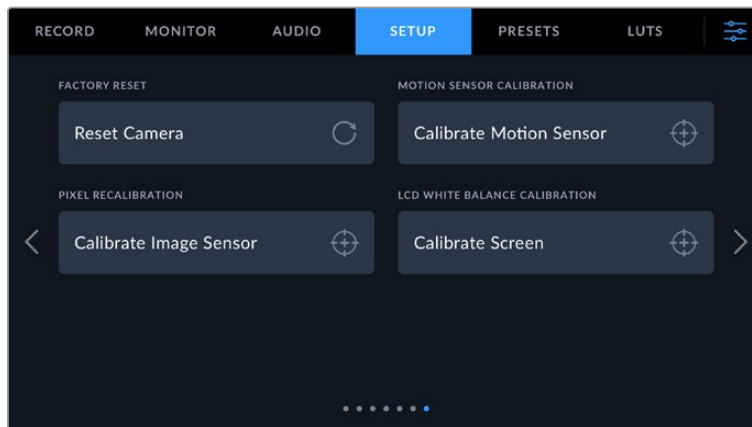 RECORD MONITOR AUDIO SETUP PRESETS LUTS
FACTORY RESET
Reset Camera
MOTION SENSOR CALIBRATION
Calibrate Motion Sensor
PIXEL RECALIBRATION
Calibrate Image Sensor
LCD WHITE BALANCE CALIBRATION
Calibrate Screen